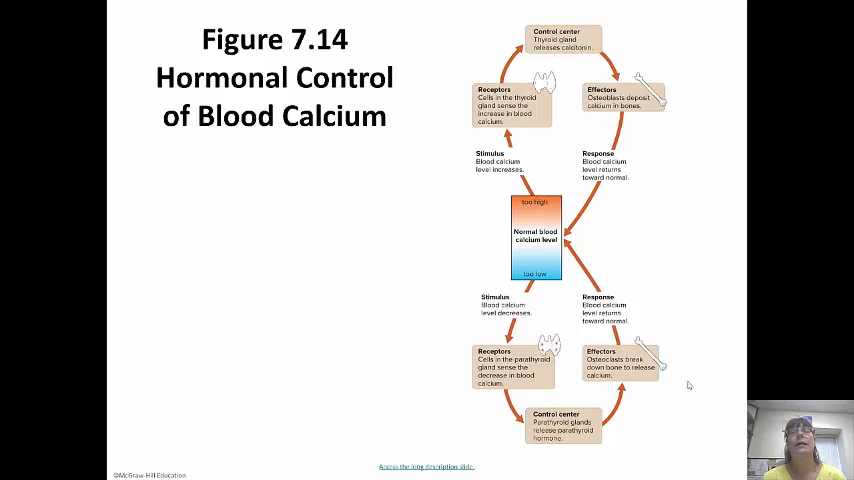 Figure 7.14
Hormonal Control
of Blood Calcium
Control center
Thyroid gland
releases calcitonin.
Receptors
Cells in the thyroid
gland sense the
increase in blood
calcium.
Effectors
Osteoblasts deposit
calcium in bones.
Stimulus
Blood calcium
level increases.
Response
Blood calcium
level returns
toward normal.
too high
Normal blood
calcium level
too low
Stimulus
Blood calcium
level decreases.
Response
Blood calcium
level returns
toward normal.
Receptors
Cells in the parathyroid
gland sense the
decrease in blood
calcium.
Effectors
Osteoclasts break
down bone to release
calcium.
Control center
Parathyroid glands
release parathyroid
hormone.
Access the long description slide.
©McGraw-Hill Education